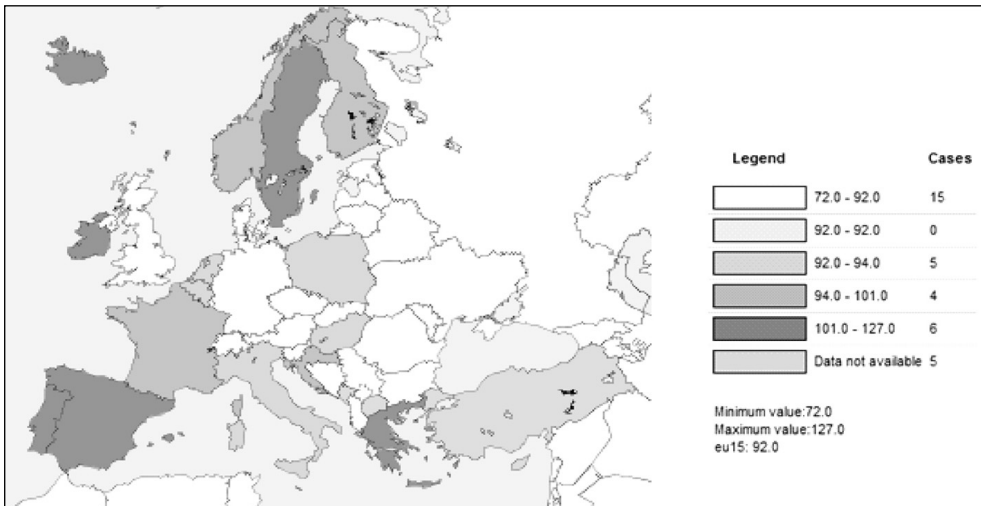 Legend Cases
72.0 - 92.0 15
92.0 - 92.0 0
92.0 - 94.0 5
94.0 - 101.0 4
101.0 - 127.0 6
Data not available 5
Minimum value:72.0
Maximum value:127.0
eu15: 92.0